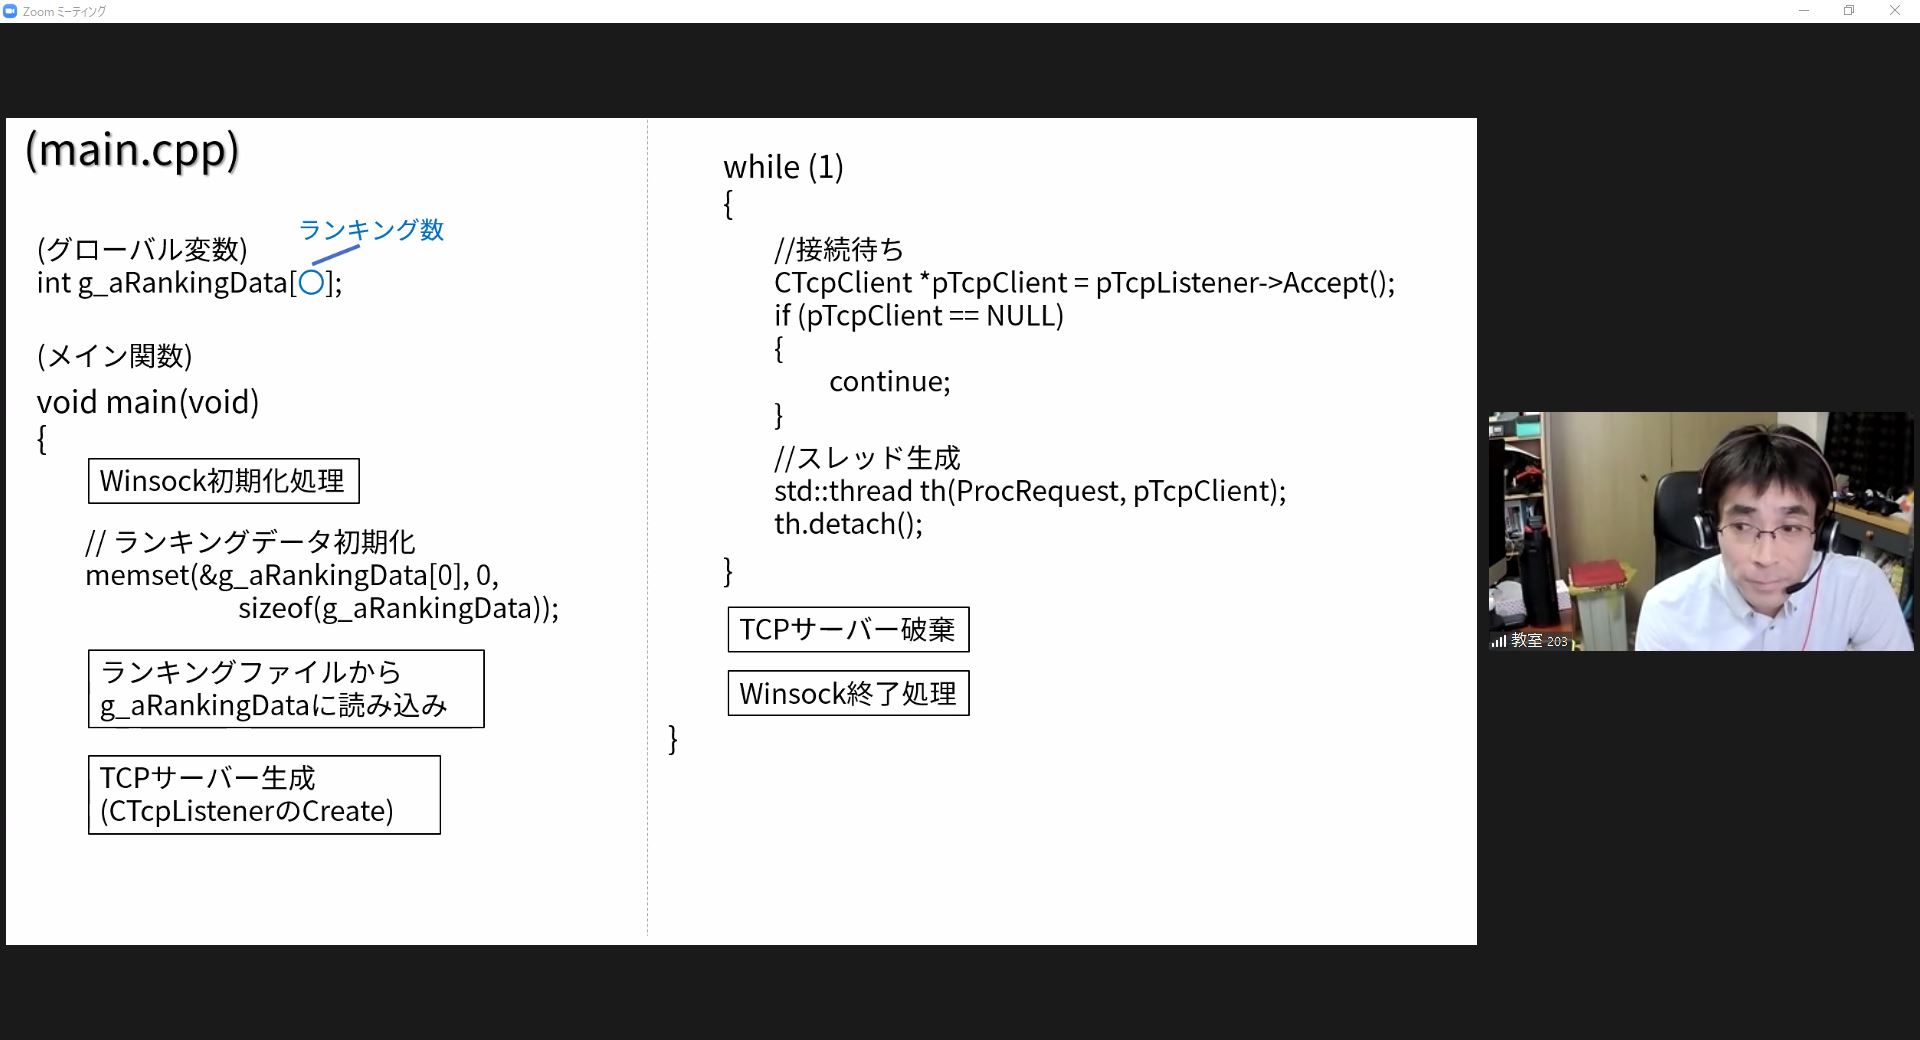 Zoom ミーティング
(main.cpp)
ランキング数
(グローバル変数)
int g_aRankingData[〇];
(メイン関数)
void main(void)
{
Winsock初期化処理
// ランキングデータ初期化
memset(&g_aRankingData[0], 0,
sizeof(g_aRankingData));
ランキングファイルから
g_aRankingDataに読み込み
TCPサーバー生成
(CTcpListenerのCreate)
while (1)
{
//接続待ち
CTcpClient *pTcpClient = pTcpListener->Accept();
if (pTcpClient == NULL)
{
continue;
}
//スレッド生成
std::thread th(ProcRequest, pTcpClient);
th.detach();
}
TCPサーバー破棄
Winsock終了処理
}
教室 203